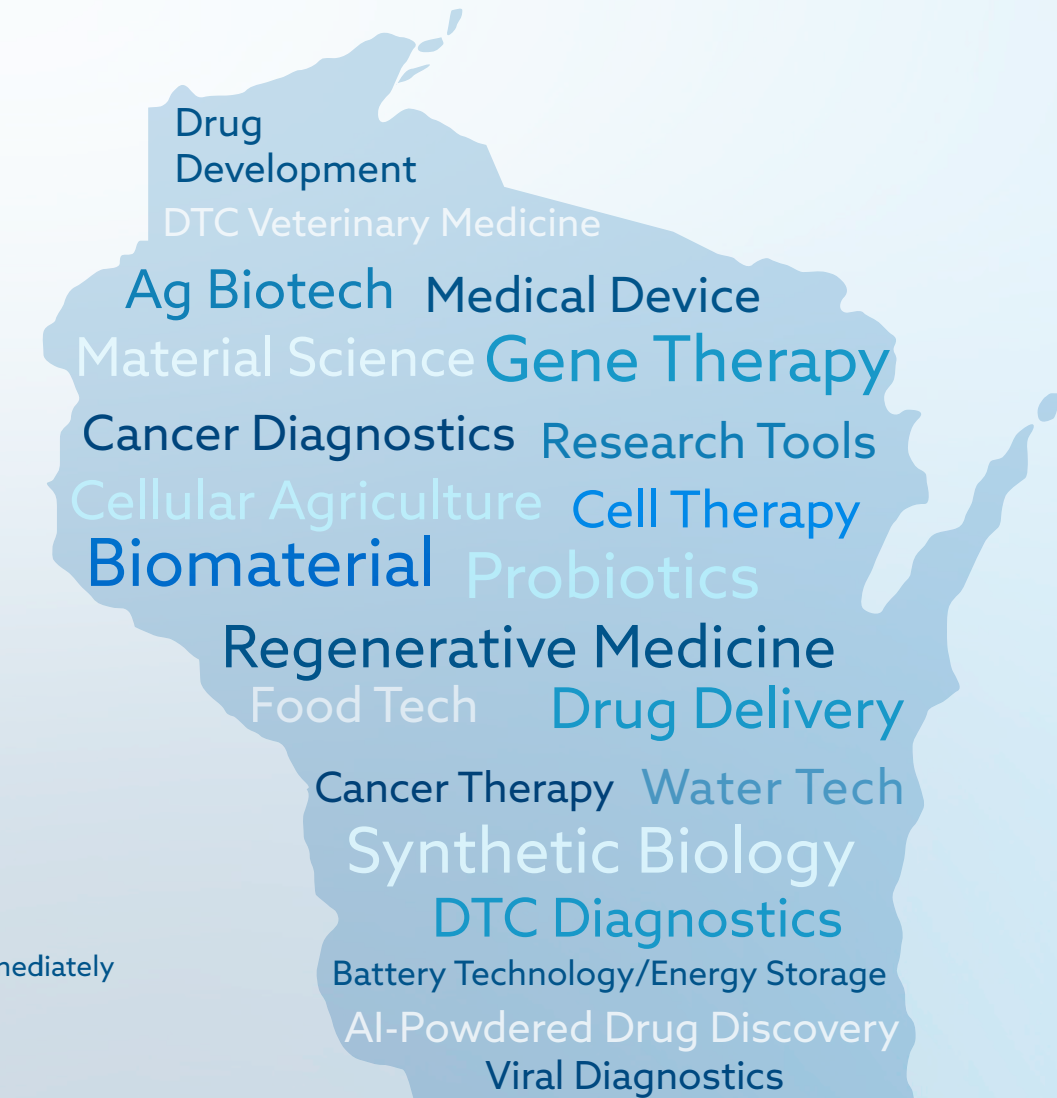 Drug
Development
DTC Veterinary Medicine
Ag Biotech Medical Device
Material Science Gene Therapy
Cancer Diagnostics Research Tools
Cellular Agriculture Cell Therapy
Biomaterial Probiotics
Regenerative Medicine
Food Tech Drug Delivery
Cancer Therapy Water Tech
Synthetic Biology
DTC Diagnostics
nediately
Battery Technology/Energy Storage
AI-Powdered Drug Discovery
Viral Diagnostics